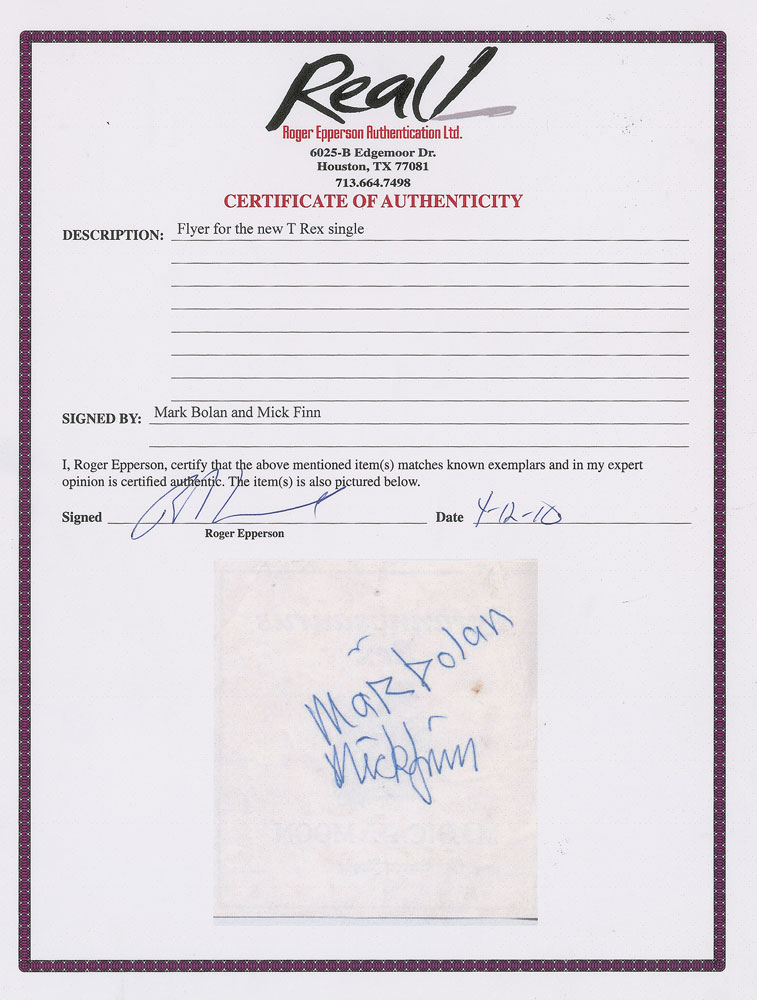 Real!
Roger Epperson Authentication Ltd.
6025-B Edgemoor Dr.
Houston, TX 77081
713.664.7498
CERTIFICATE OF AUTHENTICITY
DESCRIPTION: Flyer for the new T Rex single
SIGNED BY: Mark Bolan and Mick Finn
I, Roger Epperson, certify that the above mentioned item(s) matches known exemplars and in my expert
opinion is certified authentic. The item(s) is also pictured below.
Signed Date 4-12-10
Roger Epperson
Marc bolan
Mickfinn